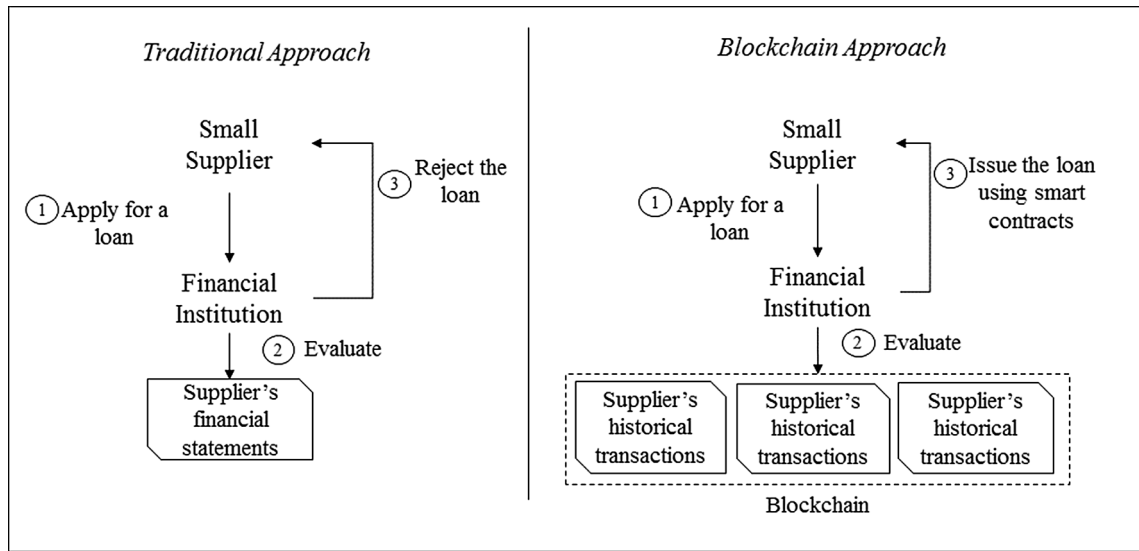 Traditional Approach
Small
Supplier
3 Reject the
loan
1 Apply for a
loan
Financial
Institution
2 Evaluate
Supplier's
financial
statements
Blockchain Approach
Small
Supplier
3 Issue the loan
using smart
contracts
1 Apply for a
loan
Financial
Institution
2 Evaluate
Supplier's
historical
transactions
Supplier's
historical
transactions
Supplier's
historical
transactions
Blockchain